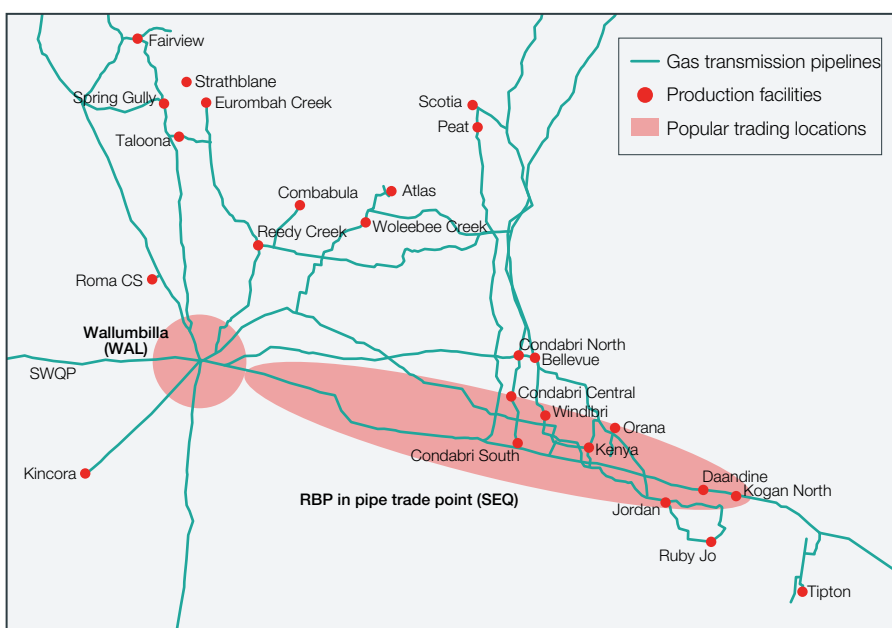 Fairview
Gas transmission pipelines
Strathblane
Production facilities
Spring Gully
Eurombah Creek
Scotia
Peat
Popular trading locations
Taloona
Combabula
Atlas
Reedy Creek
Woleebee Creek
Roma CS
Wallumbilla
(WAL)
Condabri North
Bellevue
SWQP
Condabri Central
Windibri
Orana
Condabri South
Kenya
Kincora
Daandine
Kogan North
RBP in pipe trade point (SEQ)
Jordan
Ruby Jo
Tipton